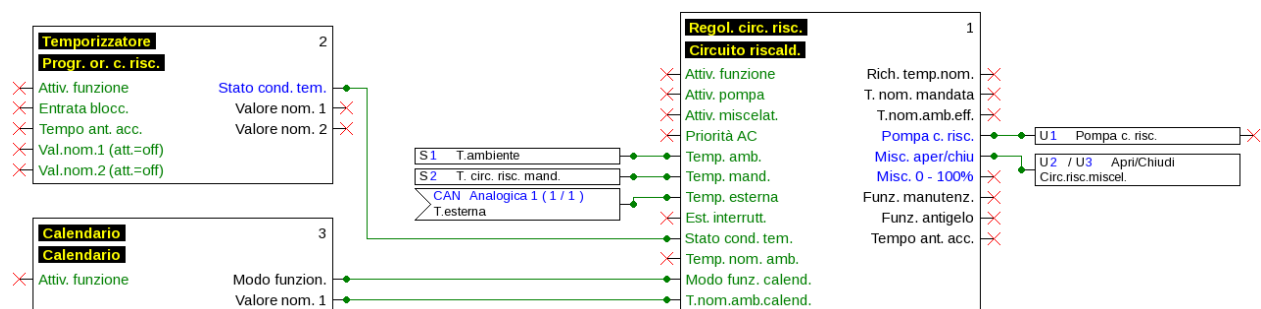 Temporizzatore 2
Progr. or. c. risc.
Attiv. funzione Stato cond. tem.
Entrata blocc. Valore nom. 1
Tempo ant. acc. Valore nom. 2
Val.nom.1 (att.=off)
Val.nom.2 (att.=off)
Calendario 3
Calendario
Attiv. funzione Modo funzion.
Valore nom. 1
S1 T.ambiente
S2 T. circ. risc. mand.
CAN Analogica 1 ( 1 / 1 )
T.esterna
Regol. circ. risc. 1
Circuito riscald.
Attiv. funzione Rich. temp.nom.
Attiv. pompa T. nom. mandata
Attiv. miscelat. T.nom.amb.eff.
Priorità AC Pompa c. risc.
Temp. amb. Misc. aper/chiu
Temp. mand. Misc. 0 - 100%
Temp. esterna Funz. manutenz.
Est. interrutt. Funz. antigelo
Stato cond. tem. Tempo ant. acc.
Temp. nom. amb.
Modo funz. calend.
T.nom.amb.calend.
U1 Pompa c. risc.
U2 / U3 Apri/Chiudi
Circ.risc.miscel.